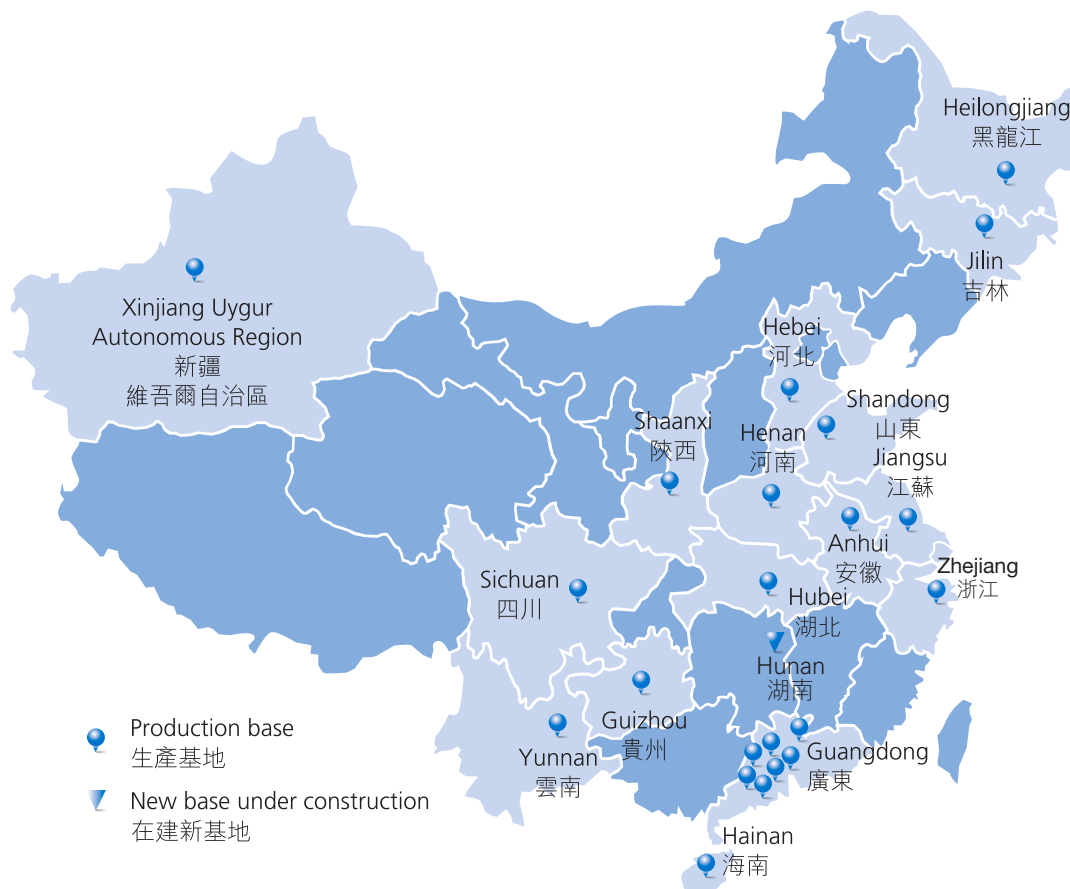 Heilongjiang
黑龍江
Jilin
吉林
Xinjiang Uygur
Autonomous Region
新疆
維吾爾自治區
Hebei
河北
Shandong
山東
Shaanxi
陝西
Henan
河南
Jiangsu
江蘇
Anhui
安徽
Zhejiang
浙江
Sichuan
四川
Hubei
湖北
Hunan
湖南
Guizhou
貴州
Yunnan
雲南
Guangdong
廣東
Hainan
海南
Production base
生產基地
New base under construction
在建新基地